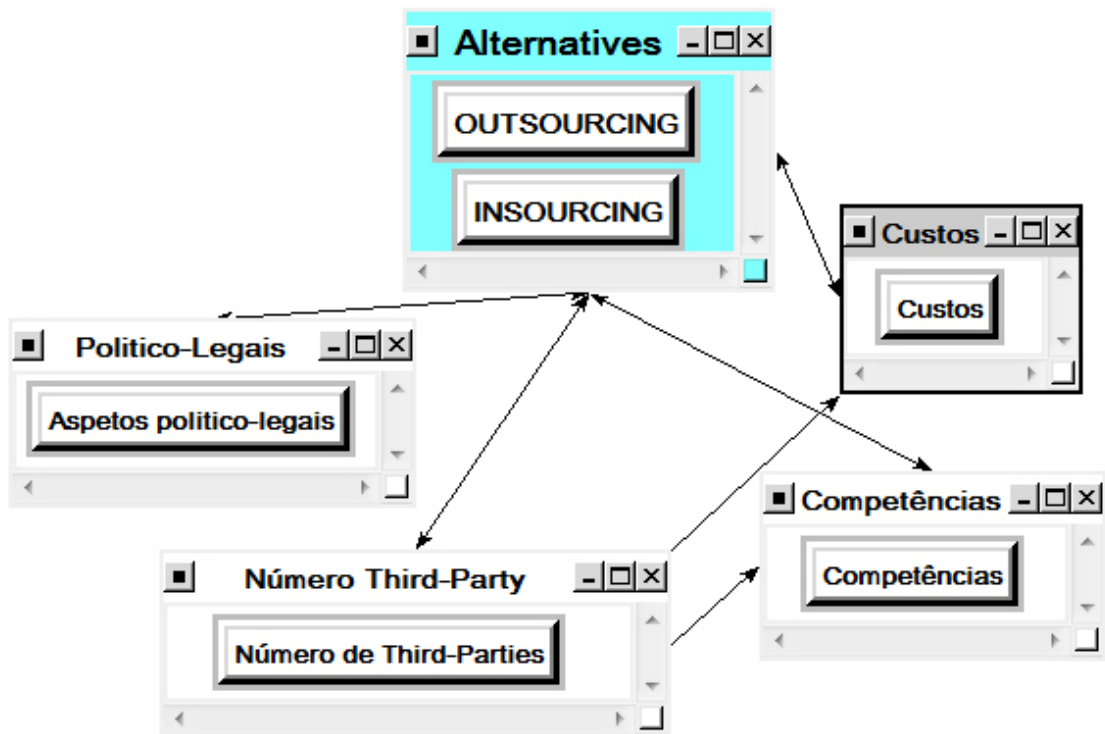 Alternatives
OUTSOURCING
INSOURCING
Custos
Custos
Politico-Legais
Aspetos politico-legais
Competências
Competências
Número Third-Party
Número de Third-Parties